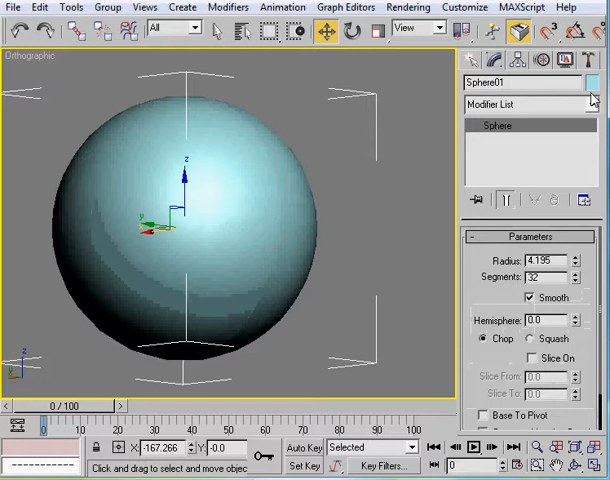 File Edit Tools Group Views Create Modifiers Animation Graph Editors Rendering Customize MAXScript Help
All
View
3
Orthographic
Sphere01
Modifier List
Sphere
Parameters
Radius: 4.195
Segments: 32
Smooth
Hemisphere: 0.0
Chop Squash
Slice On
Slice From: 0.0
Slice To: 0.0
Base To Pivot
z
y
z
x
0 / 100
0 10 20 30 40 50 60 70 80 90 100
X: -167.266 Y: -0.0
Auto Key Selected
Click and drag to select and move objec
Set Key Key Filters... 0